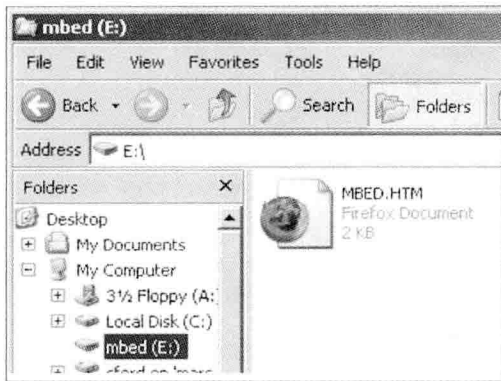 mbed (E:)
File Edit View Favorites Tools Help
Back Search Folders
Address E:\
Folders X
Desktop
My Documents
My Computer
3½ Floppy (A:
Local Disk (C:)
mbed (E:)
MBED.HTM
Firefox Document
2 KB